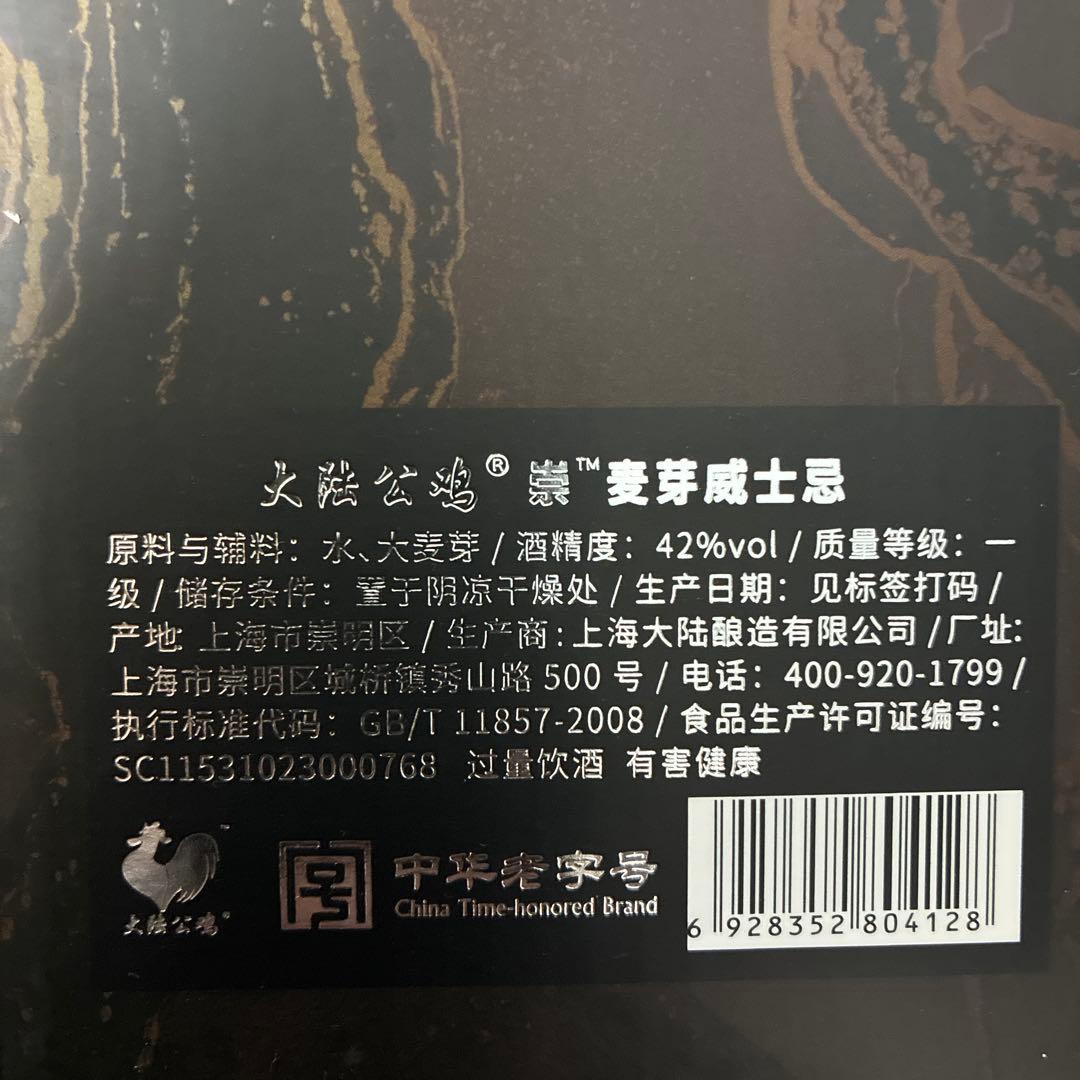 大陆公鸡® 崇™麦芽威士忌
原料与辅料：水、大麦芽 / 酒精度：42%vol / 质量等级：一
级 / 储存条件：置于阴凉干燥处 / 生产日期：见标签打码 /
产地: 上海市崇明区 / 生产商：上海大陆酿造有限公司 / 厂址:
上海市崇明区城桥镇秀山路 500 号 / 电话：400-920-1799 /
执行标准代码：GB/T 11857-2008 / 食品生产许可证编号：
SC11531023000768 过量饮酒 有害健康
大陆公鸡®
中华老字号
China Time-honored Brand
6 928352 804128